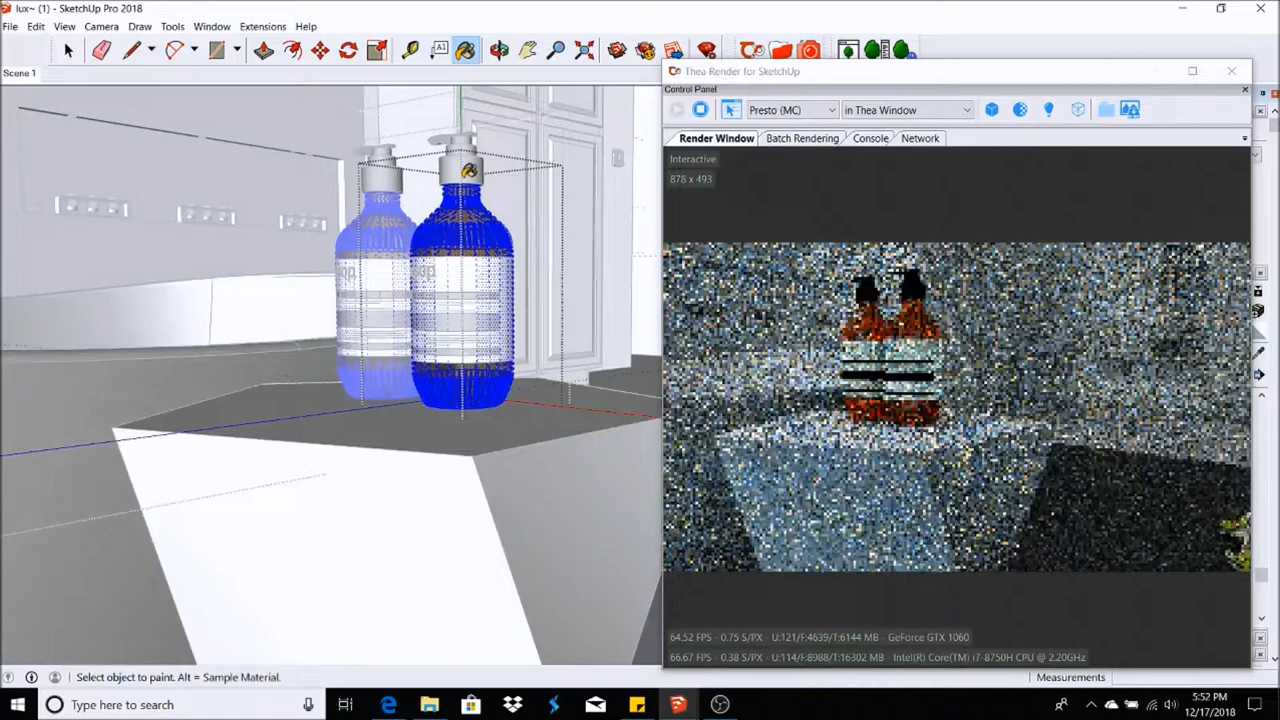 lux~ (1) - SketchUp Pro 2018
File Edit View Camera Draw Tools Window Extensions Help
Scene 1
Thea Render for SketchUp
Control Panel
Presto (MC)
in Thea Window
Render Window Batch Rendering Console Network
Interactive
878 x 493
64.52 FPS - 0.75 S/PX - U:121/F:4639/T:6144 MB - GeForce GTX 1060
66.67 FPS - 0.38 S/PX - U:114/F:8988/T:16302 MB - Intel(R) Core(TM) i7-8750H CPU @ 2.20GHz
Select object to paint. Alt = Sample Material.
Measurements
Type here to search
5:52 PM
12/17/2018